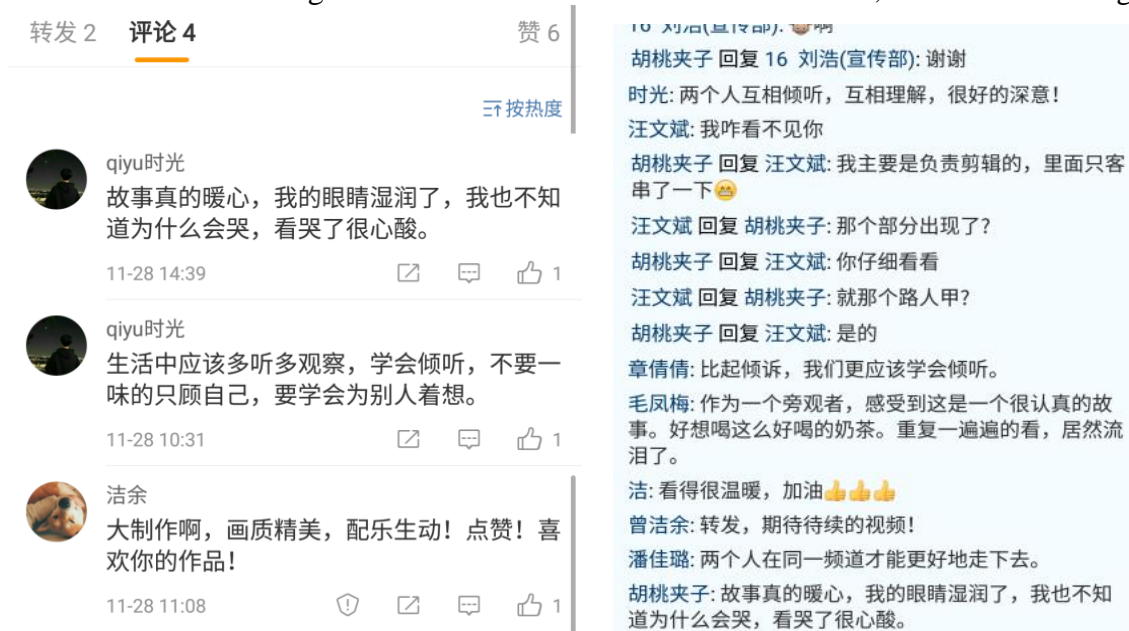 转发 2 评论 4 赞 6
按热度
qiyu时光
故事真的暖心，我的眼睛湿润了，我也不知
道为什么会哭，看哭了很心酸。
11-28 14:39 1
qiyu时光
生活中应该多听多观察，学会倾听，不要一
味的只顾自己，要学会为别人着想。
11-28 10:31 1
洁余
大制作啊，画质精美，配乐生动！点赞！喜
欢你的作品！
11-28 11:08 1
16 刘浩(宣传部): 啊
胡桃夹子 回复 16 刘浩(宣传部): 谢谢
时光: 两个人互相倾听，互相理解，很好的深意！
汪文斌: 我咋看不见你
胡桃夹子 回复 汪文斌: 我主要是负责剪辑的，里面只客
串了一下😁
汪文斌 回复 胡桃夹子: 那个部分出现了?
胡桃夹子 回复 汪文斌: 你仔细看看
汪文斌 回复 胡桃夹子: 就那个路人甲?
胡桃夹子 回复 汪文斌: 是的
章倩倩: 比起倾诉，我们更应该学会倾听。
毛凤梅: 作为一个旁观者，感受到这是一个很认真的故
事。好想喝这么好喝的奶茶。重复一遍遍的看，居然流
泪了。
洁: 看得很温暖，加油👍👍👍
曾洁余: 转发，期待待续的视频！
潘佳璐: 两个人在同一频道才能更好地走下去。
胡桃夹子: 故事真的暖心，我的眼睛湿润了，我也不知
道为什么会哭，看哭了很心酸。